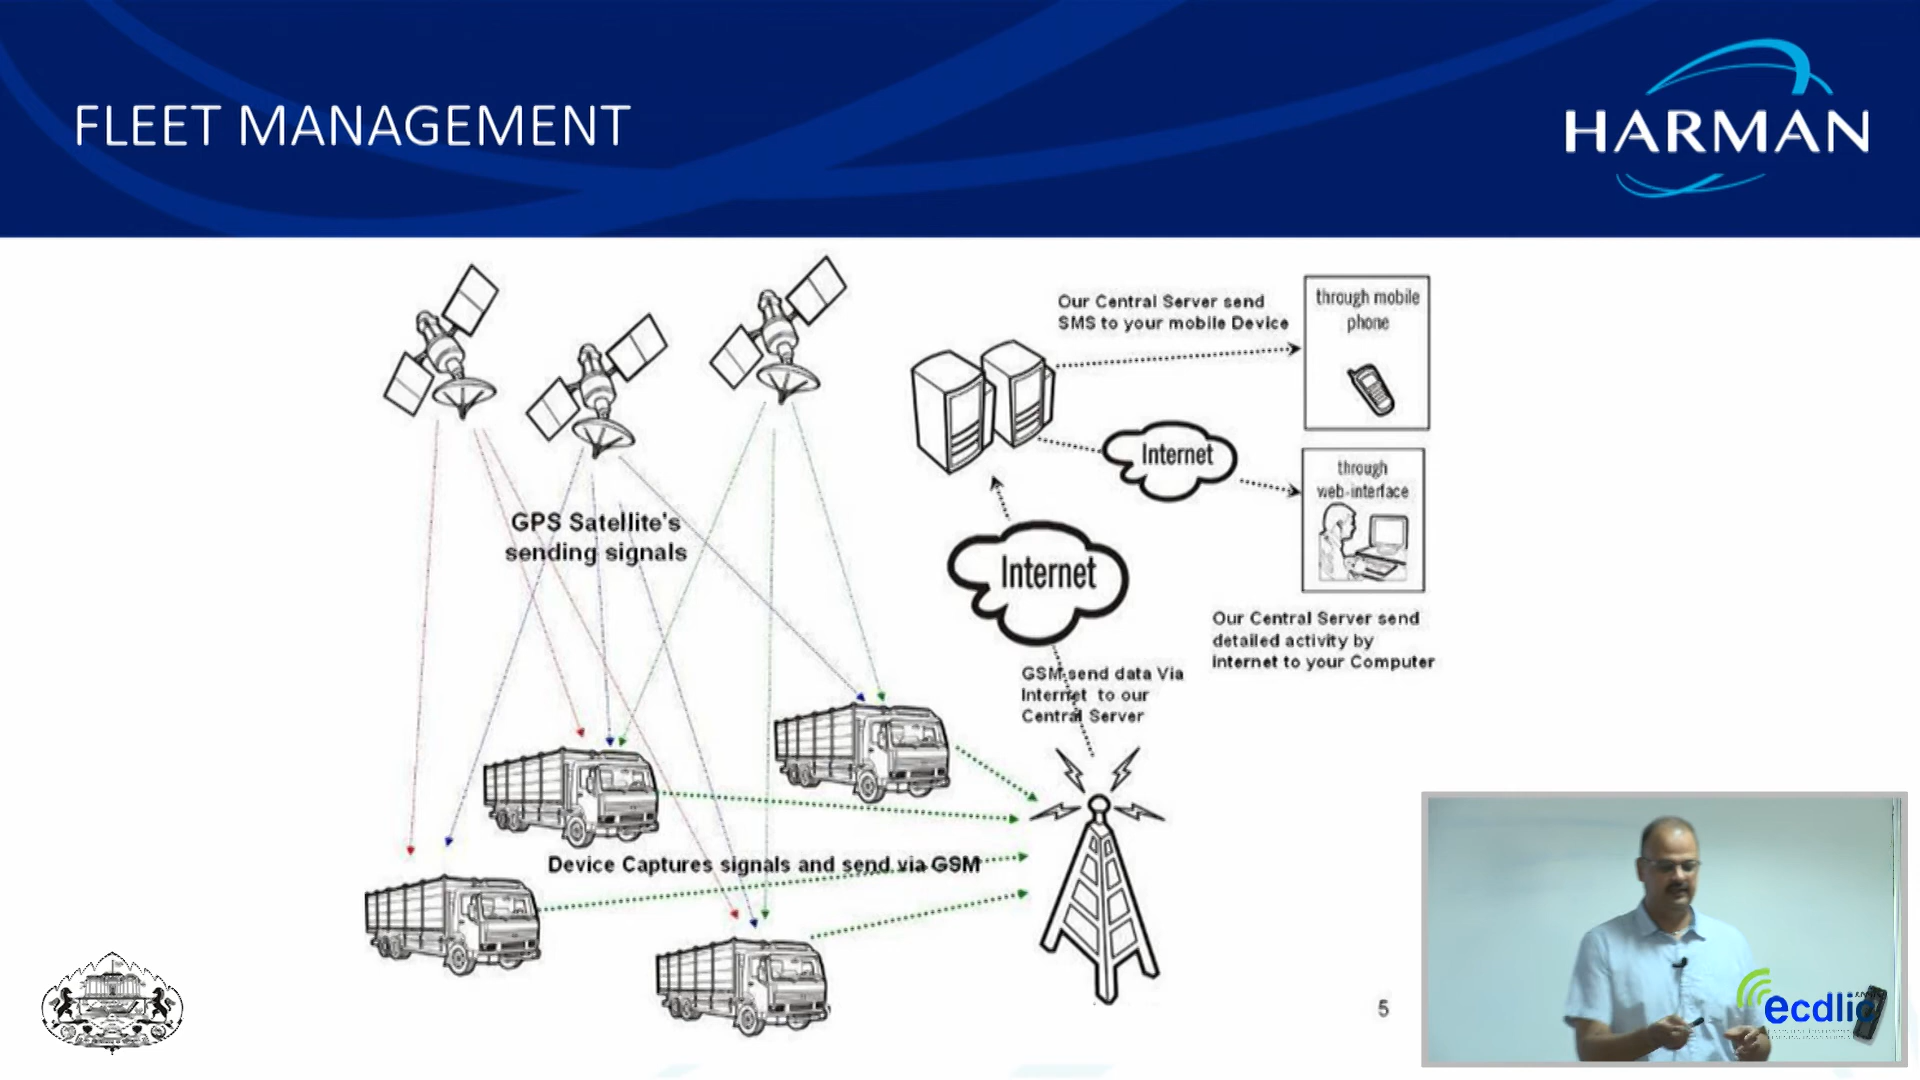 FLEET MANAGEMENT
HARMAN
Our Central Server send
SMS to your mobile Device
through mobile
phone
Internet
through
web-interface
GPS Satellite's
sending signals
Internet
Our Central Server send
detailed activity by
Internet to your Computer
GSM send data Via
Internet to our
Central Server
Device Captures signals and send via GSM
5
ecdlic